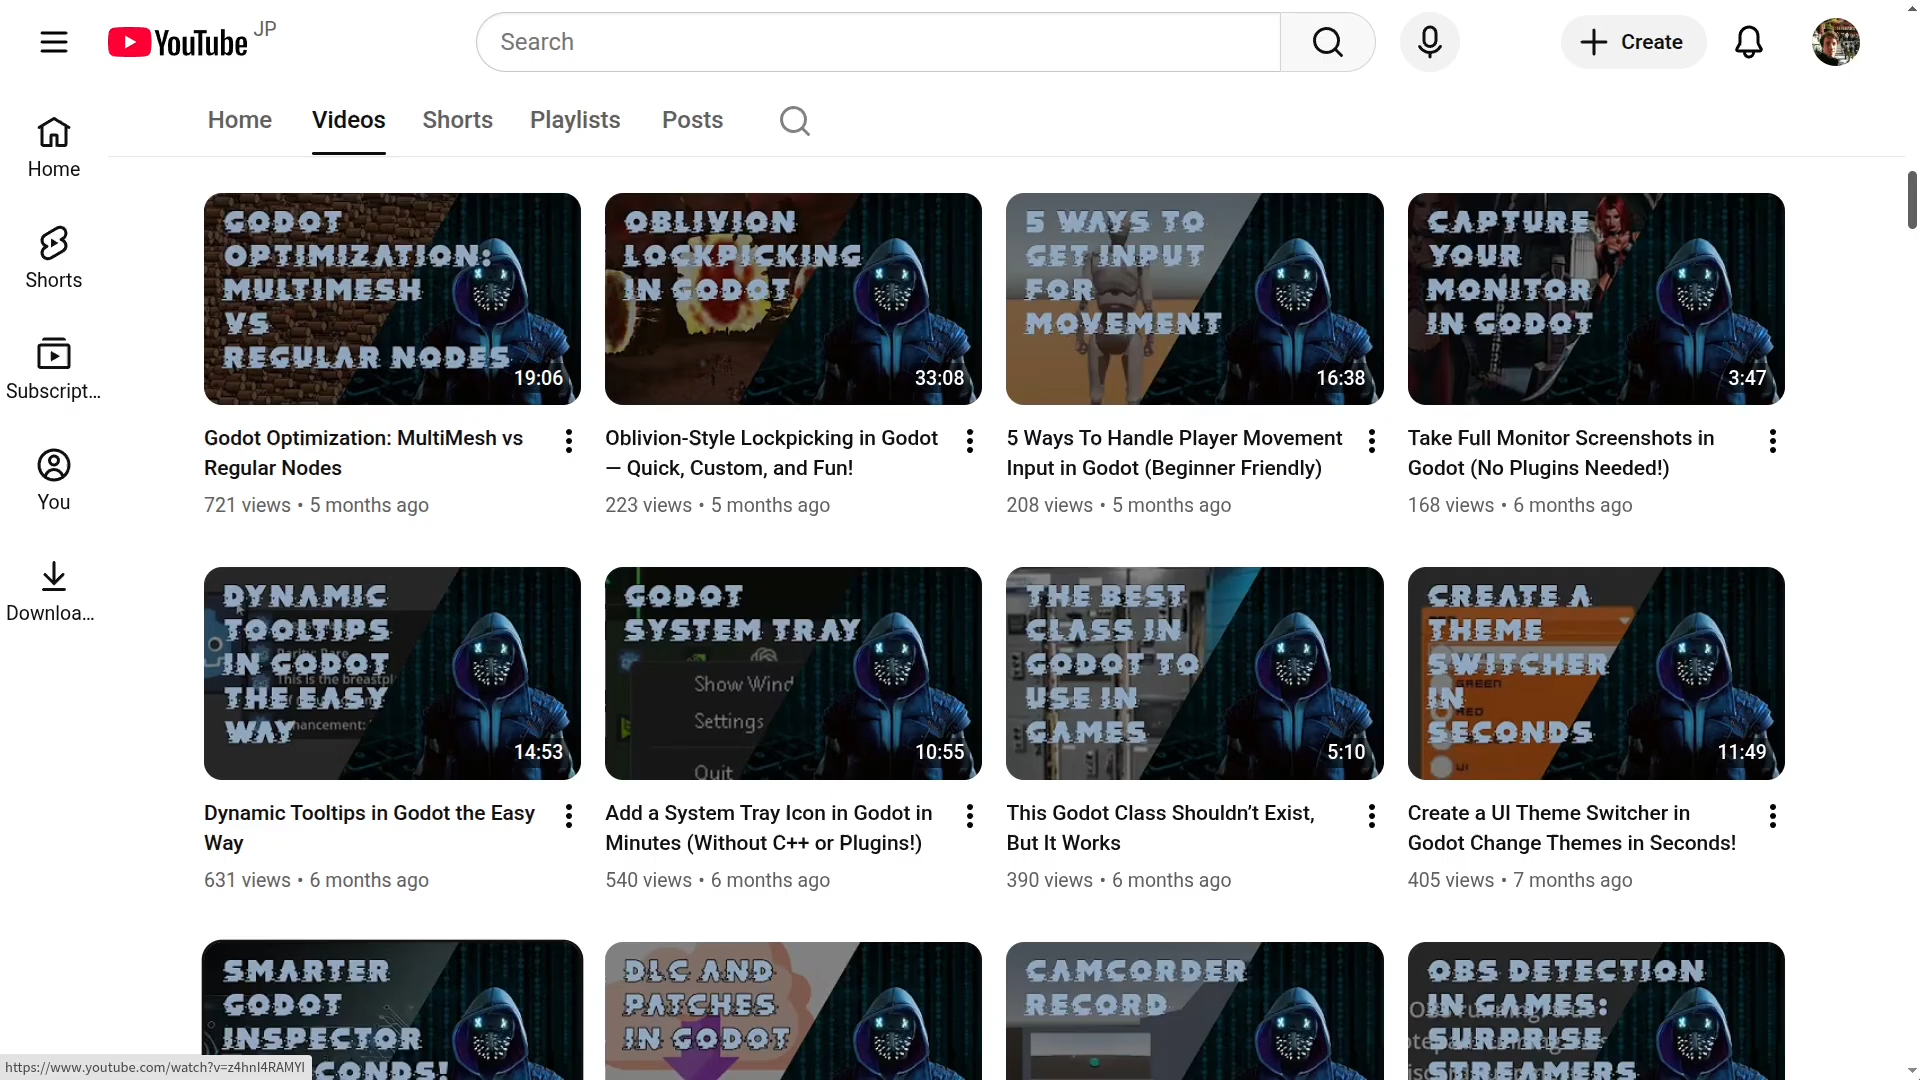 YouTube JP
Search
Create
Home
Videos
Shorts
Playlists
Posts
Home
Shorts
Subscript...
You
Downloa...
GODOT
OPTIMIZATION:
MULTIMESH
VS
REGULAR NODES
19:06
OBLIVION
LOCKPICKING
IN GODOT
33:08
5 WAYS TO
GET INPUT
FOR
MOVEMENT
16:38
CAPTURE
YOUR
MONITOR
IN GODOT
3:47
Godot Optimization: MultiMesh vs
Regular Nodes
721 views • 5 months ago
Oblivion-Style Lockpicking in Godot
— Quick, Custom, and Fun!
223 views • 5 months ago
5 Ways To Handle Player Movement
Input in Godot (Beginner Friendly)
208 views • 5 months ago
Take Full Monitor Screenshots in
Godot (No Plugins Needed!)
168 views • 6 months ago
DYNAMIC
TOOLTIPS
IN GODOT
This is the breastpl
THE EASY
WAY
hancement:
14:53
GODOT
SYSTEM TRAY
Show Wind
Settings
Quit
10:55
THE BEST
CLASS IN
GODOT TO
USE IN
GAMES
5:10
CREATE A
THEME
SWITCHER
GREEN
IN
RED
SECONDS
UI
11:49
Dynamic Tooltips in Godot the Easy
Way
631 views • 6 months ago
Add a System Tray Icon in Godot in
Minutes (Without C++ or Plugins!)
540 views • 6 months ago
This Godot Class Shouldn’t Exist,
But It Works
390 views • 6 months ago
Create a UI Theme Switcher in
Godot Change Themes in Seconds!
405 views • 7 months ago
SMARTER
GODOT
INSPECTOR
CONDS!
DLC AND
PATCHES
IN GODOT
CAMCORDER
RECORD
OBS DETECTION
IN GAMES:
SURPRISE
STREAMERS
https://www.youtube.com/watch?v=z4hnI4RAMYI